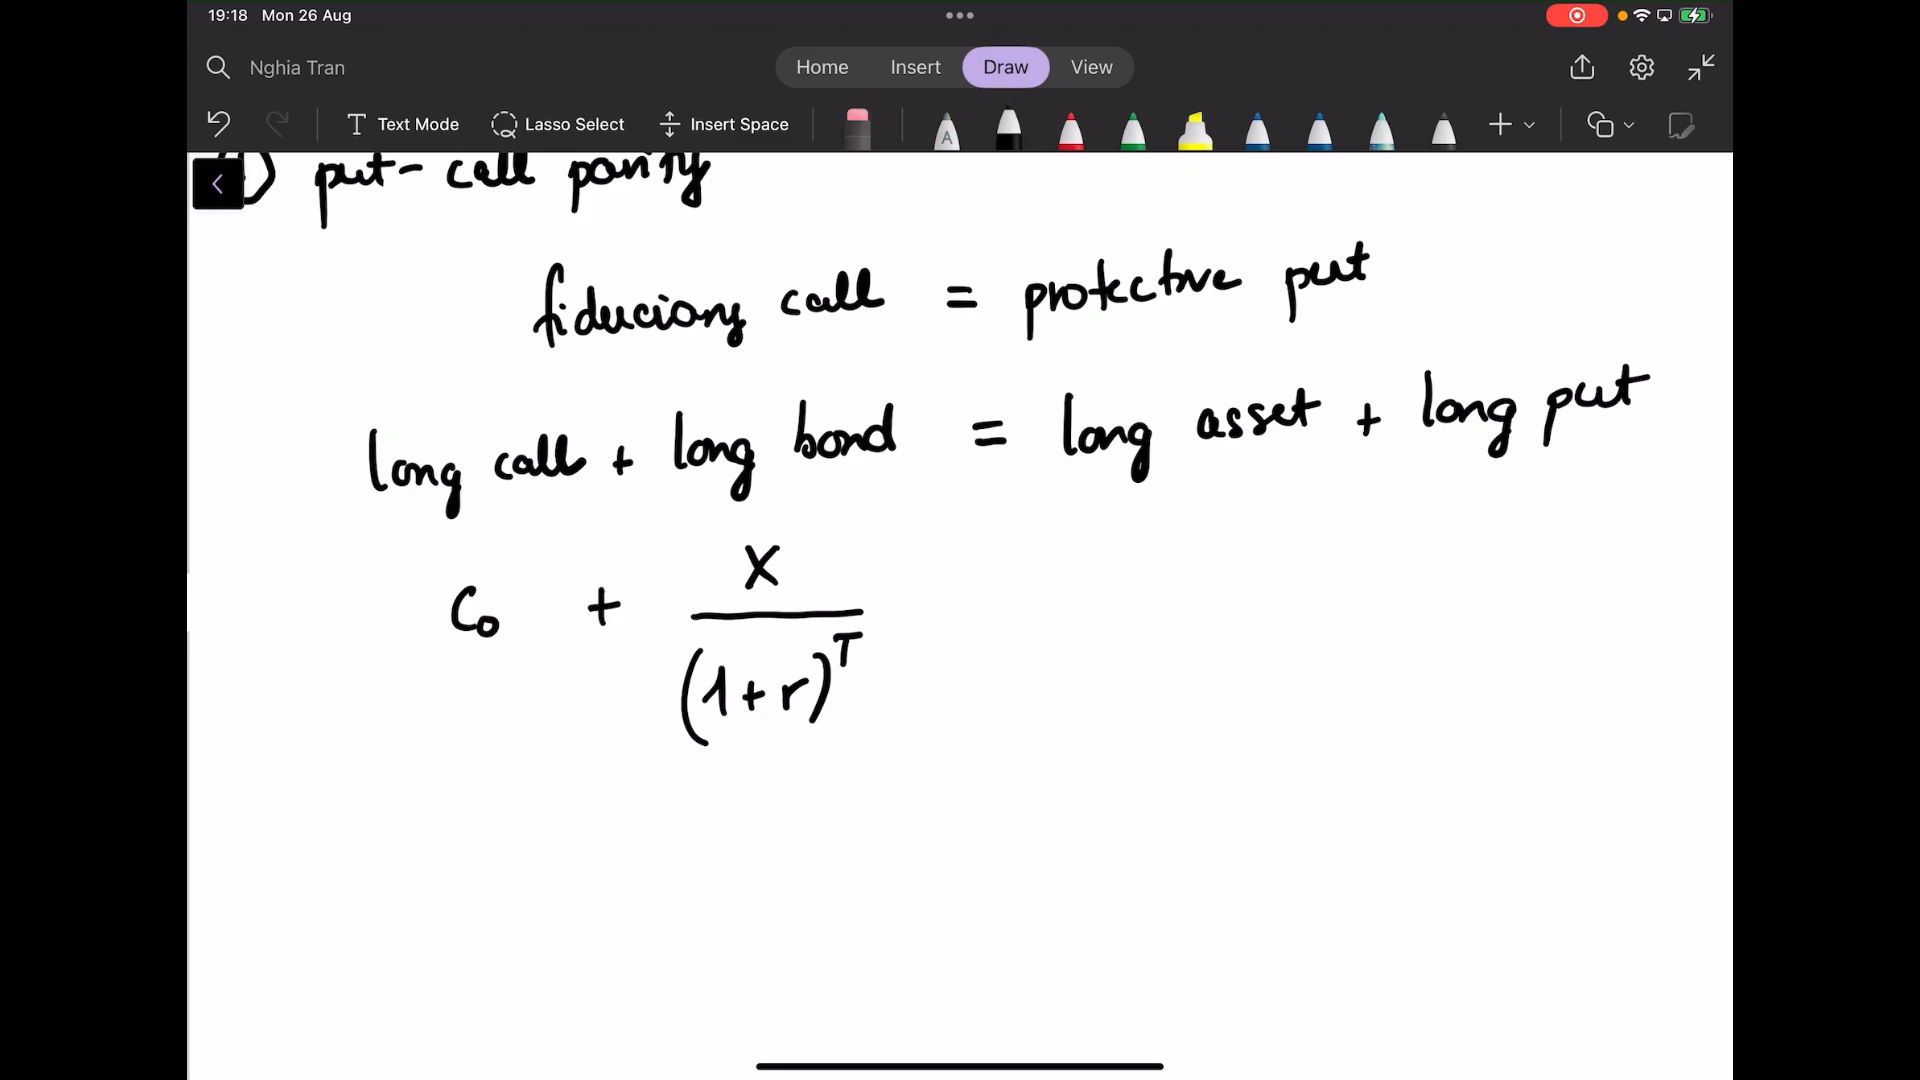 19:18 Mon 26 Aug
Nghia Tran Home Insert Draw View
Text Mode Lasso Select A Insert Space
put- call parity
fiduciary call = protective put
long call + long bond = long asset + long put
C₀ + X
(1+r)ᵀ